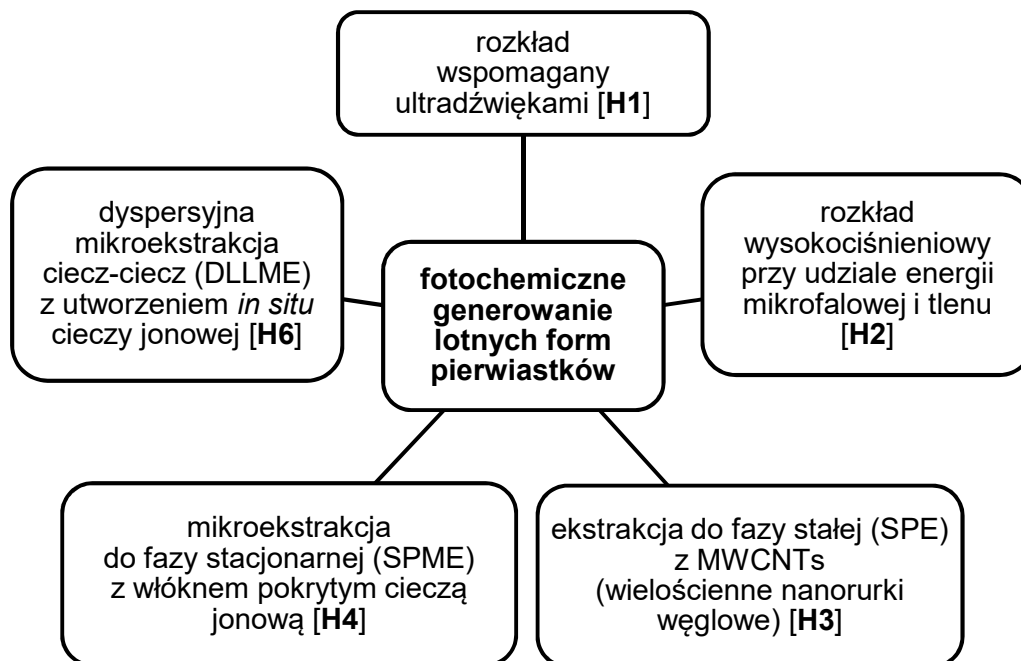 rozkład
wspomagany
ultradźwiękami [H1]
dyspersyjna
mikroekstrakcja
ciecz-ciecz (DLLME)
z utworzeniem in situ
cieczy jonowej [H6]
fotochemiczne
generowanie
lotnych form
pierwiastków
rozkład
wysokociśnieniowy
przy udziale energii
mikrofalowej i tlenu
[H2]
mikroekstrakcja
do fazy stacjonarnej (SPME)
z włóknem pokrytym cieczą
jonową [H4]
ekstrakcja do fazy stałej (SPE)
z MWCNTs
(wielościenne nanorurki
węglowe) [H3]